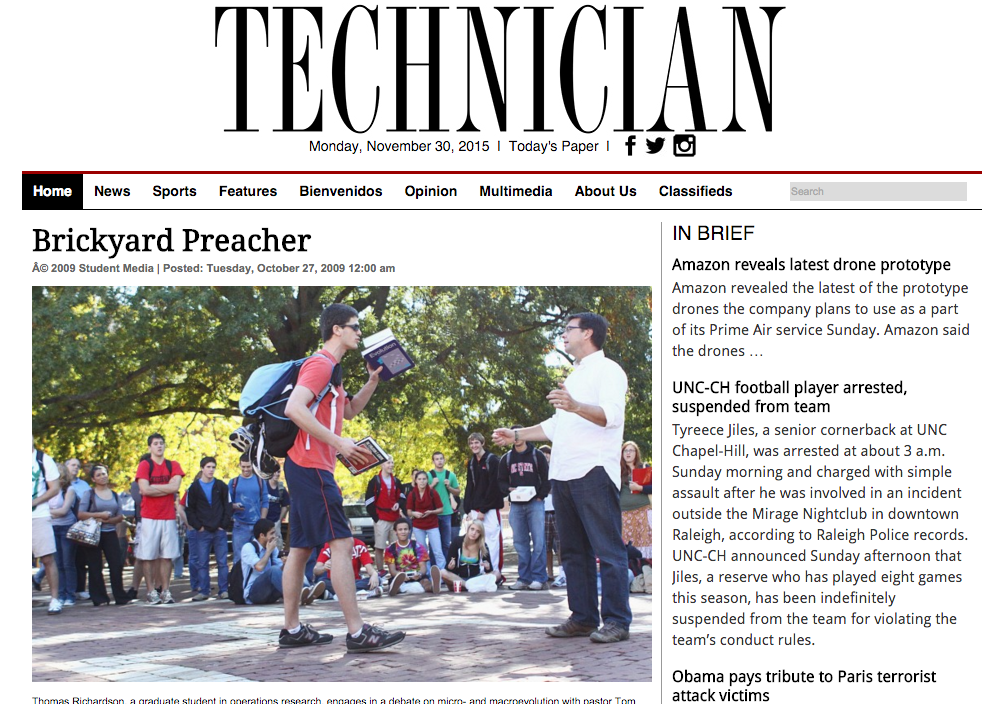 TECHNICIAN
Monday, November 30, 2015 | Today's Paper |
Home News Sports Features Bienvenidos Opinion Multimedia About Us Classifieds Search
Brickyard Preacher
Â© 2009 Student Media | Posted: Tuesday, October 27, 2009 12:00 am
Evolution
Thomas Richardson, a graduate student in operations research, engages in a debate on micro- and macroevolution with pastor Tom
IN BRIEF
Amazon reveals latest drone prototype
Amazon revealed the latest of the prototype
drones the company plans to use as a part
of its Prime Air service Sunday. Amazon said
the drones …
UNC-CH football player arrested,
suspended from team
Tyreece Jiles, a senior cornerback at UNC
Chapel-Hill, was arrested at about 3 a.m.
Sunday morning and charged with simple
assault after he was involved in an incident
outside the Mirage Nightclub in downtown
Raleigh, according to Raleigh Police records.
UNC-CH announced Sunday afternoon that
Jiles, a reserve who has played eight games
this season, has been indefinitely
suspended from the team for violating the
team's conduct rules.
Obama pays tribute to Paris terrorist
attack victims